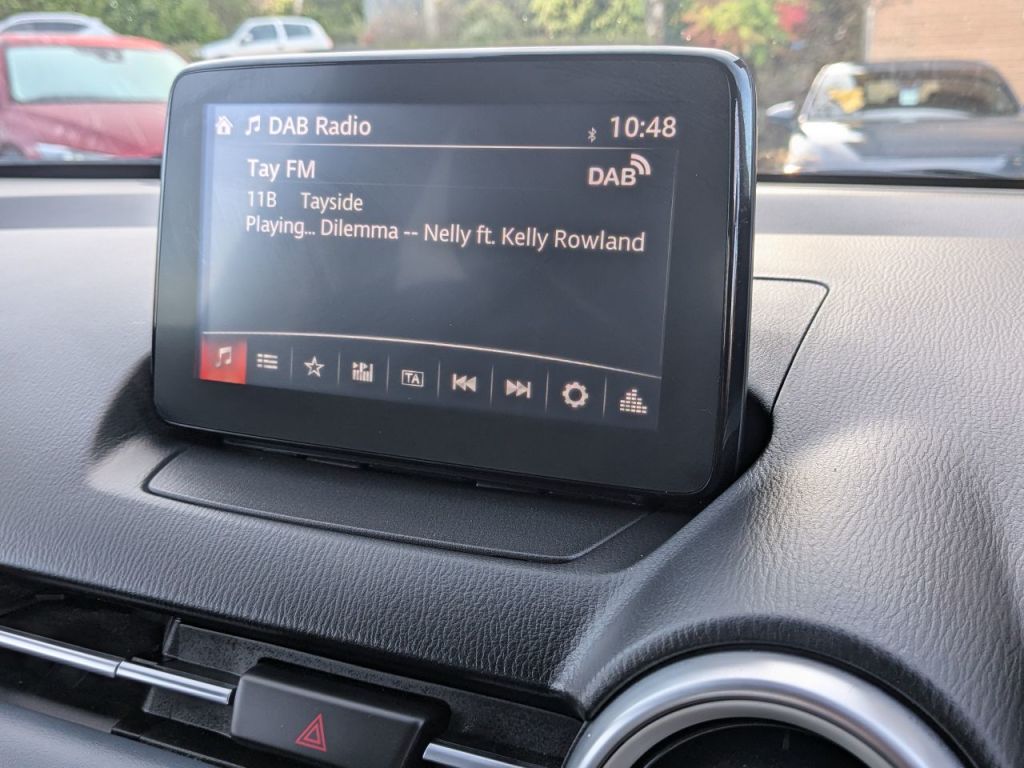 DAB Radio 10:48
Tay FM DAB
11B Tayside
Playing... Dilemma -- Nelly ft. Kelly Rowland
TA